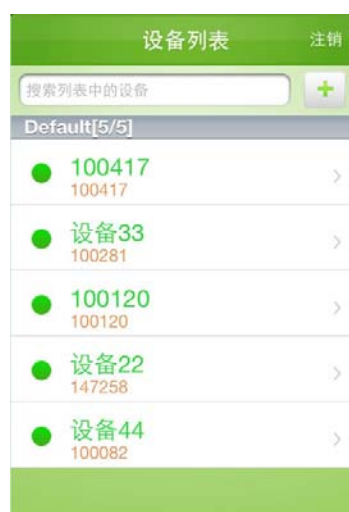 设备列表 注销
搜索列表中的设备
+
Default[5/5]
100417
100417
设备33
100281
100120
100120
设备22
147258
设备44
100082